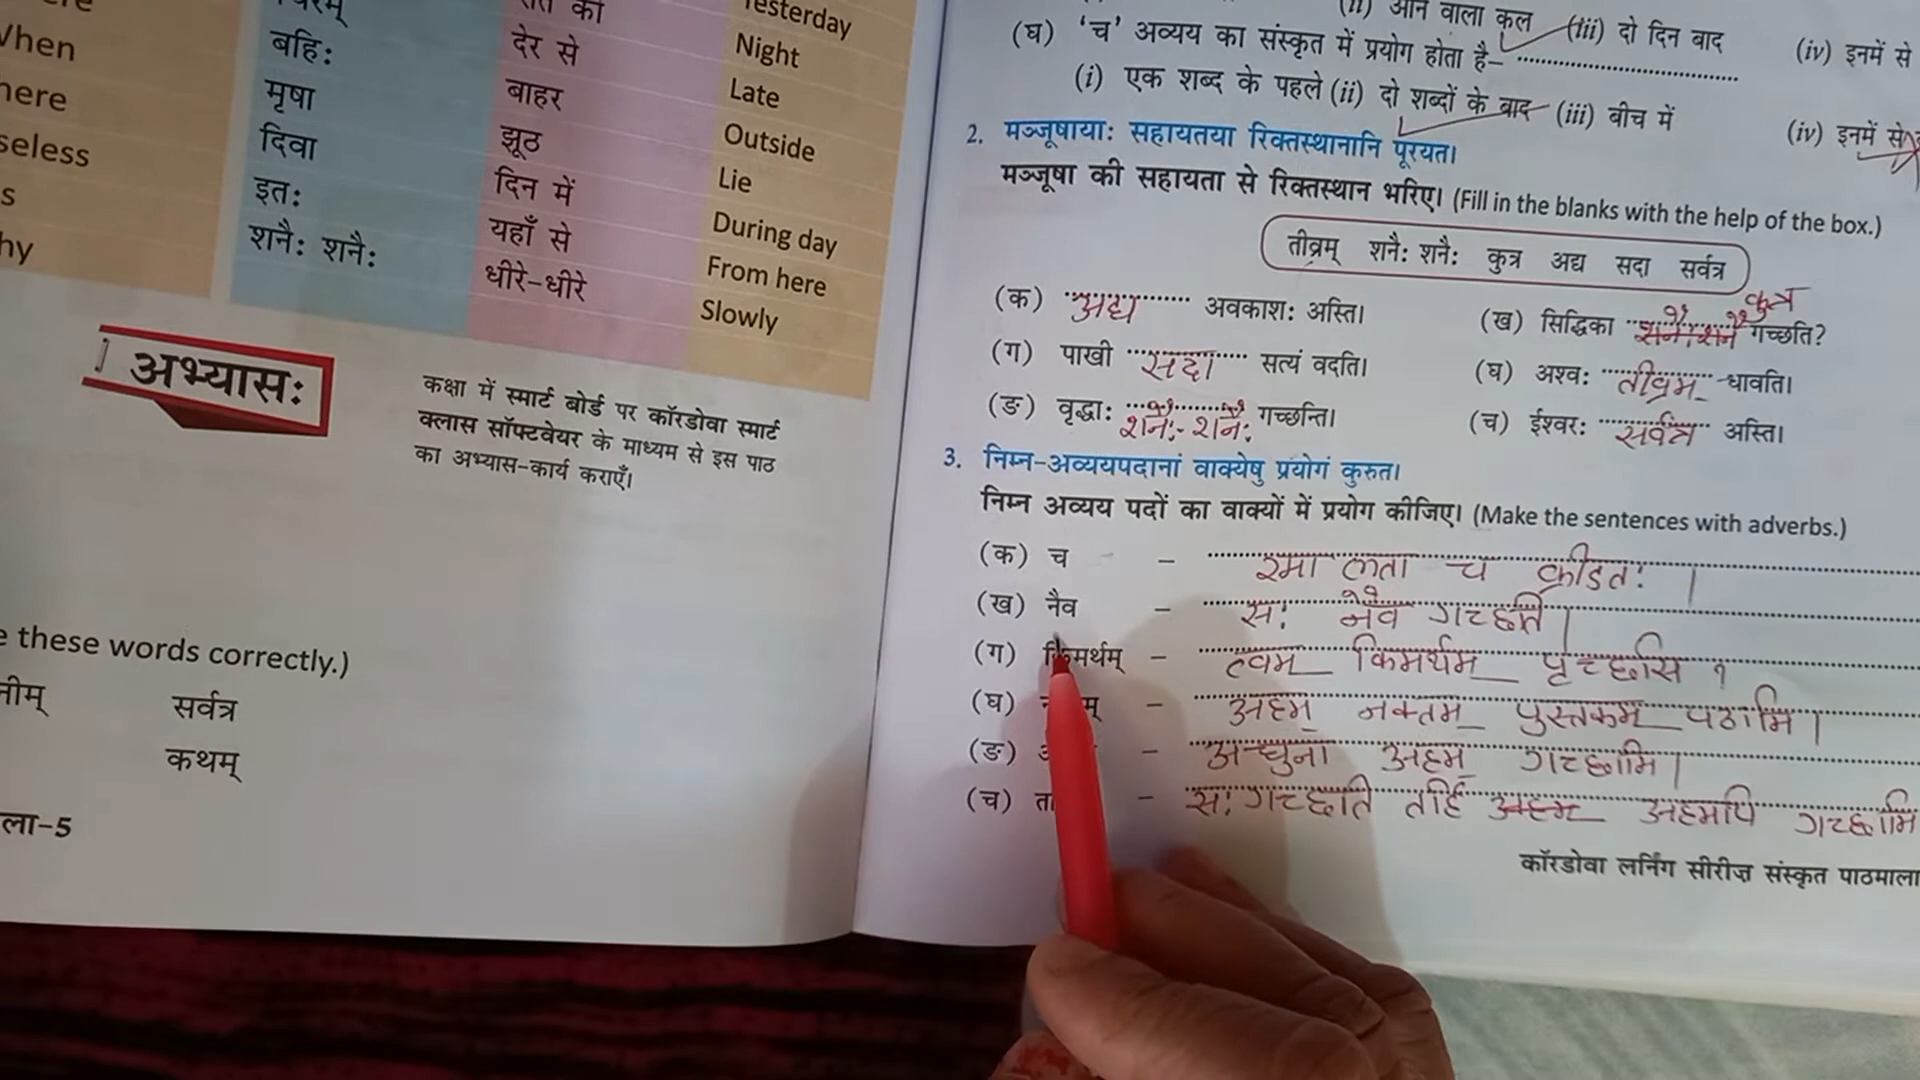 When
here
seless
s
hy
बहिः
मृषा
दिवा
इतः
शनैः शनैः
रात को
देर से
बाहर
झूठ
दिन में
यहाँ से
धीरे-धीरे
Yesterday
Night
Late
Outside
Lie
During day
From here
Slowly
अभ्यासः
कक्षा में स्मार्ट बोर्ड पर कॉरडोवा स्मार्ट
क्लास सॉफ्टवेयर के माध्यम से इस पाठ
का अभ्यास-कार्य कराएँ।
these words correctly.)
नीम् सर्वत्र
कथम्
ला-5
(ii) आने वाला कल (iii) दो दिन बाद (iv) इनमें से
(घ) 'च' अव्यय का संस्कृत में प्रयोग होता है–
(i) एक शब्द के पहले (ii) दो शब्दों के बाद (iii) बीच में (iv) इनमें से
2. मञ्जूषायाः सहायतया रिक्तस्थानानि पूरयत।
मञ्जूषा की सहायता से रिक्तस्थान भरिए। (Fill in the blanks with the help of the box.)
तीव्रम् शनैः शनैः कुत्र अद्य सदा सर्वत्र
(क) अद्य अवकाशः अस्ति। (ख) सिद्धिका कुत्र गच्छति?
(ग) पाखी सदा सत्यं वदति। (घ) अश्वः तीव्रम् धावति।
(ङ) वृद्धाः शनैः-शनैः गच्छन्ति। (च) ईश्वरः सर्वत्र अस्ति।
3. निम्न-अव्ययपदानां वाक्येषु प्रयोगं कुरुत।
निम्न अव्यय पदों का वाक्यों में प्रयोग कीजिए। (Make the sentences with adverbs.)
(क) च – रमा लता च क्रीडतः।
(ख) नैव – सः नैव गच्छति।
(ग) किमर्थम् – त्वम् किमर्थम् पृच्छसि ?
(घ) – अहम् नक्तम् पुस्तकम् पठामि।
(ङ) – अधुना अहम् गच्छामि।
(च) – सः गच्छति तर्हि अहमपि गच्छामि
कॉरडोवा लर्निंग सीरीज़ संस्कृत पाठमाला